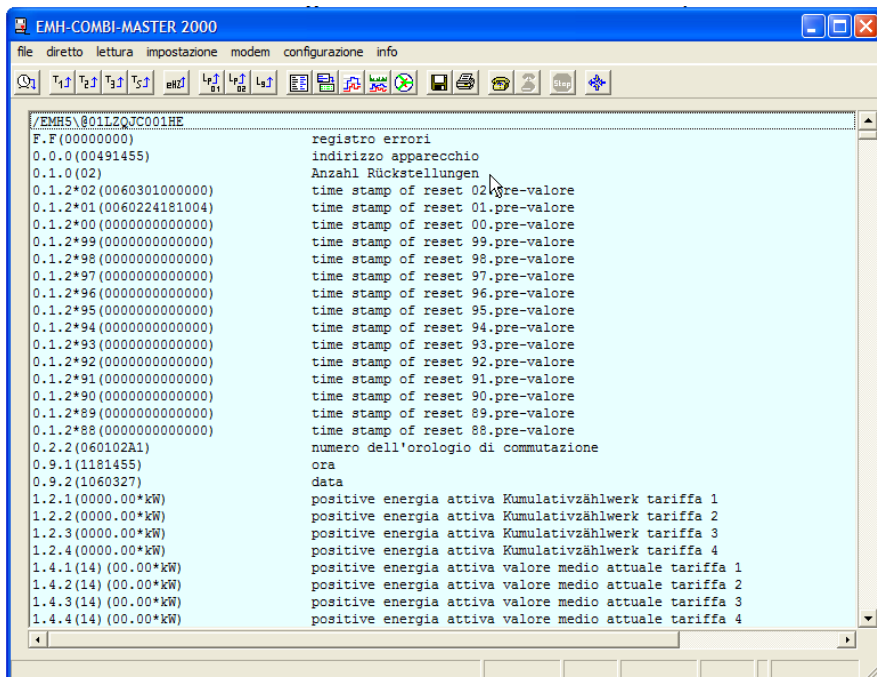 EMH-COMBI-MASTER 2000
file diretto lettura impostazione modem configurazione info
/EMH5\@01LZQJC001HE
F.F(00000000) registro errori
0.0.0(00491455) indirizzo apparecchio
0.1.0(02) Anzahl Rückstellungen
0.1.2*02(0060301000000) time stamp of reset 02.pre-valore
0.1.2*01(0060224181004) time stamp of reset 01.pre-valore
0.1.2*00(0000000000000) time stamp of reset 00.pre-valore
0.1.2*99(0000000000000) time stamp of reset 99.pre-valore
0.1.2*98(0000000000000) time stamp of reset 98.pre-valore
0.1.2*97(0000000000000) time stamp of reset 97.pre-valore
0.1.2*96(0000000000000) time stamp of reset 96.pre-valore
0.1.2*95(0000000000000) time stamp of reset 95.pre-valore
0.1.2*94(0000000000000) time stamp of reset 94.pre-valore
0.1.2*93(0000000000000) time stamp of reset 93.pre-valore
0.1.2*92(0000000000000) time stamp of reset 92.pre-valore
0.1.2*91(0000000000000) time stamp of reset 91.pre-valore
0.1.2*90(0000000000000) time stamp of reset 90.pre-valore
0.1.2*89(0000000000000) time stamp of reset 89.pre-valore
0.1.2*88(0000000000000) time stamp of reset 88.pre-valore
0.2.2(060102A1) numero dell'orologio di commutazione
0.9.1(1181455) ora
0.9.2(1060327) data
1.2.1(0000.00*kW) positive energia attiva Kumulativzählwerk tariffa 1
1.2.2(0000.00*kW) positive energia attiva Kumulativzählwerk tariffa 2
1.2.3(0000.00*kW) positive energia attiva Kumulativzählwerk tariffa 3
1.2.4(0000.00*kW) positive energia attiva Kumulativzählwerk tariffa 4
1.4.1(14)(00.00*kW) positive energia attiva valore medio attuale tariffa 1
1.4.2(14)(00.00*kW) positive energia attiva valore medio attuale tariffa 2
1.4.3(14)(00.00*kW) positive energia attiva valore medio attuale tariffa 3
1.4.4(14)(00.00*kW) positive energia attiva valore medio attuale tariffa 4